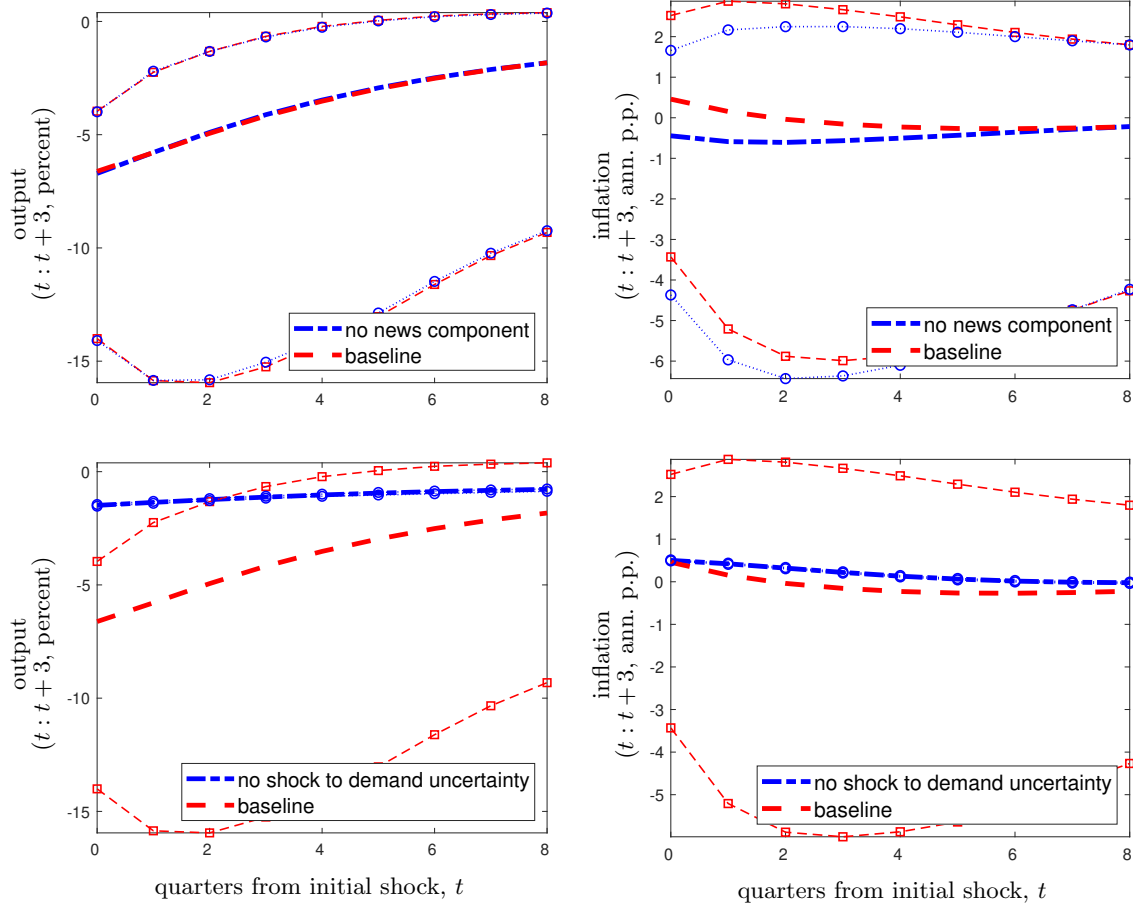 0
-5
-10
-15
output
(t : t + 3, percent)
no news component
baseline
0 2 4 6 8
2
1
0
-1
-2
-3
-4
-5
-6
inflation
(t : t + 3, ann. p.p.)
no news component
baseline
0 2 4 6 8
0
-5
-10
-15
output
(t : t + 3, percent)
no shock to demand uncertainty
baseline
0 2 4 6 8
quarters from initial shock, t
2
1
0
-1
-2
-3
-4
-5
inflation
(t : t + 3, ann. p.p.)
no shock to demand uncertainty
baseline
0 2 4 6 8
quarters from initial shock, t